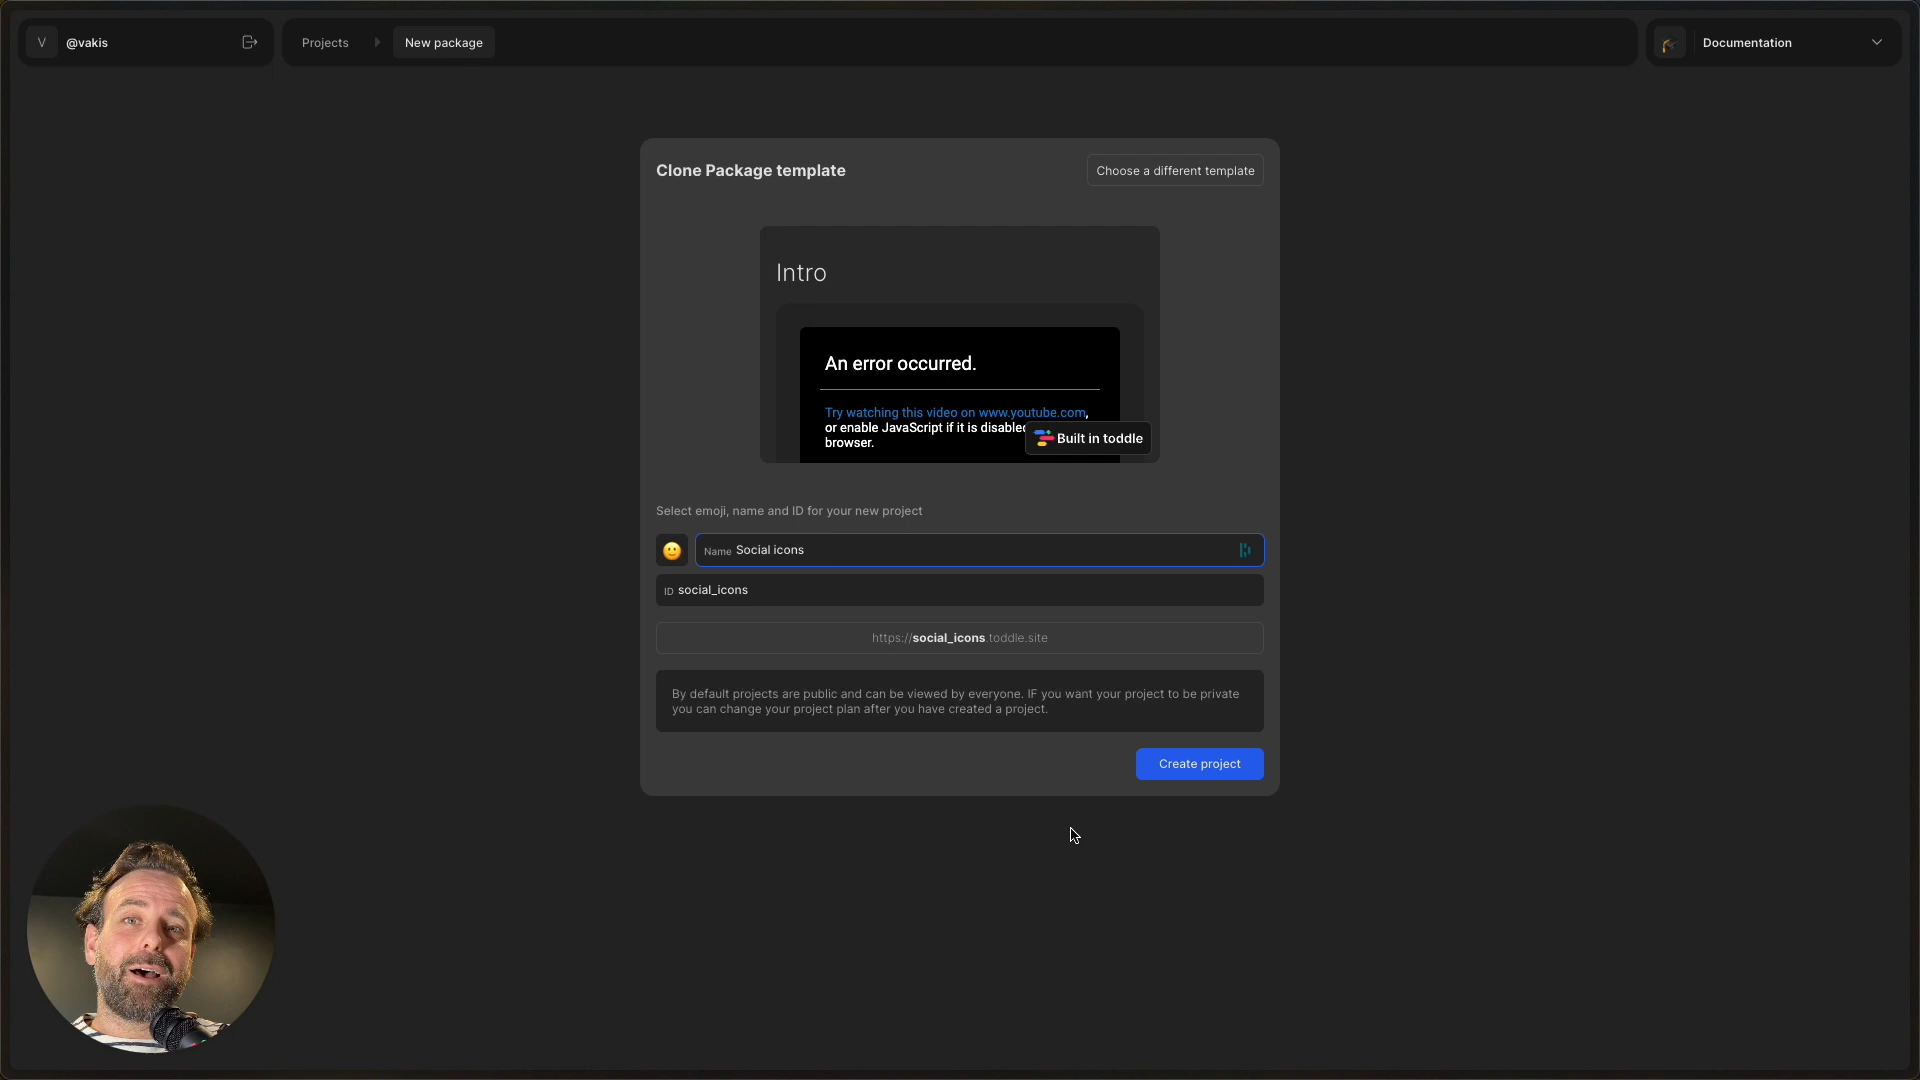 V @vakis
Projects
New package
Documentation
Clone Package template
Choose a different template
Intro
An error occurred.
Try watching this video on www.youtube.com,
or enable JavaScript if it is disabled
browser.
Built in toddle
Select emoji, name and ID for your new project
Name Social icons
ID social_icons
https://social_icons.toddle.site
By default projects are public and can be viewed by everyone. IF you want your project to be private
you can change your project plan after you have created a project.
Create project